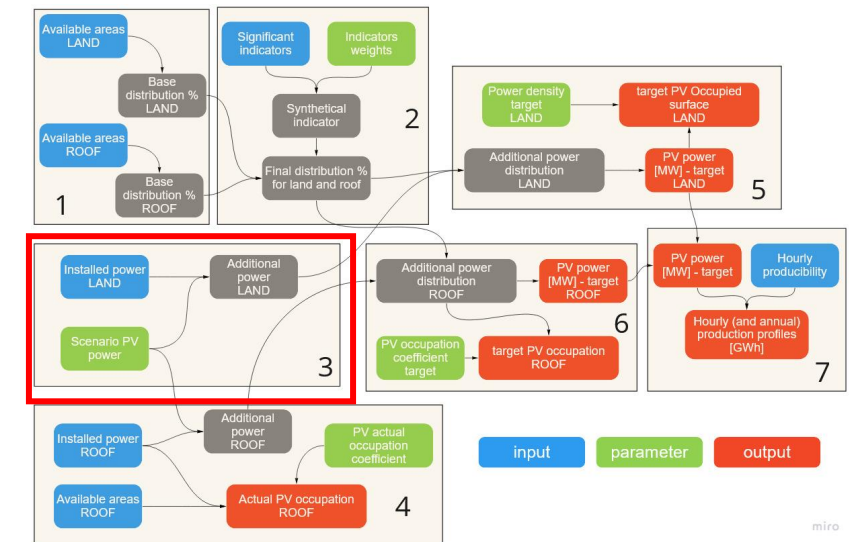 Available areas
LAND
Base
distribution %
LAND
Available areas
ROOF
Base
distribution %
ROOF
1
Significant
indicators
Indicators
weights
Synthetical
indicator
2
Final distribution %
for land and roof
Power density
target
LAND
target PV Occupied
surface
LAND
Additional power
distribution
LAND
PV power
[MW] - target
LAND
5
Installed power
LAND
Additional
power
LAND
Scenario PV
power
3
Additional power
distribution
ROOF
PV power
[MW] - target
ROOF
6
PV occupation
coefficient
target
target PV occupation
ROOF
PV power
[MW] - target
Hourly
producibility
Hourly (and annual)
production profiles
[GWh]
7
Installed power
ROOF
Additional
power
ROOF
PV actual
occupation
coefficient
Available areas
ROOF
Actual PV occupation
ROOF
4
input
parameter
output
miro